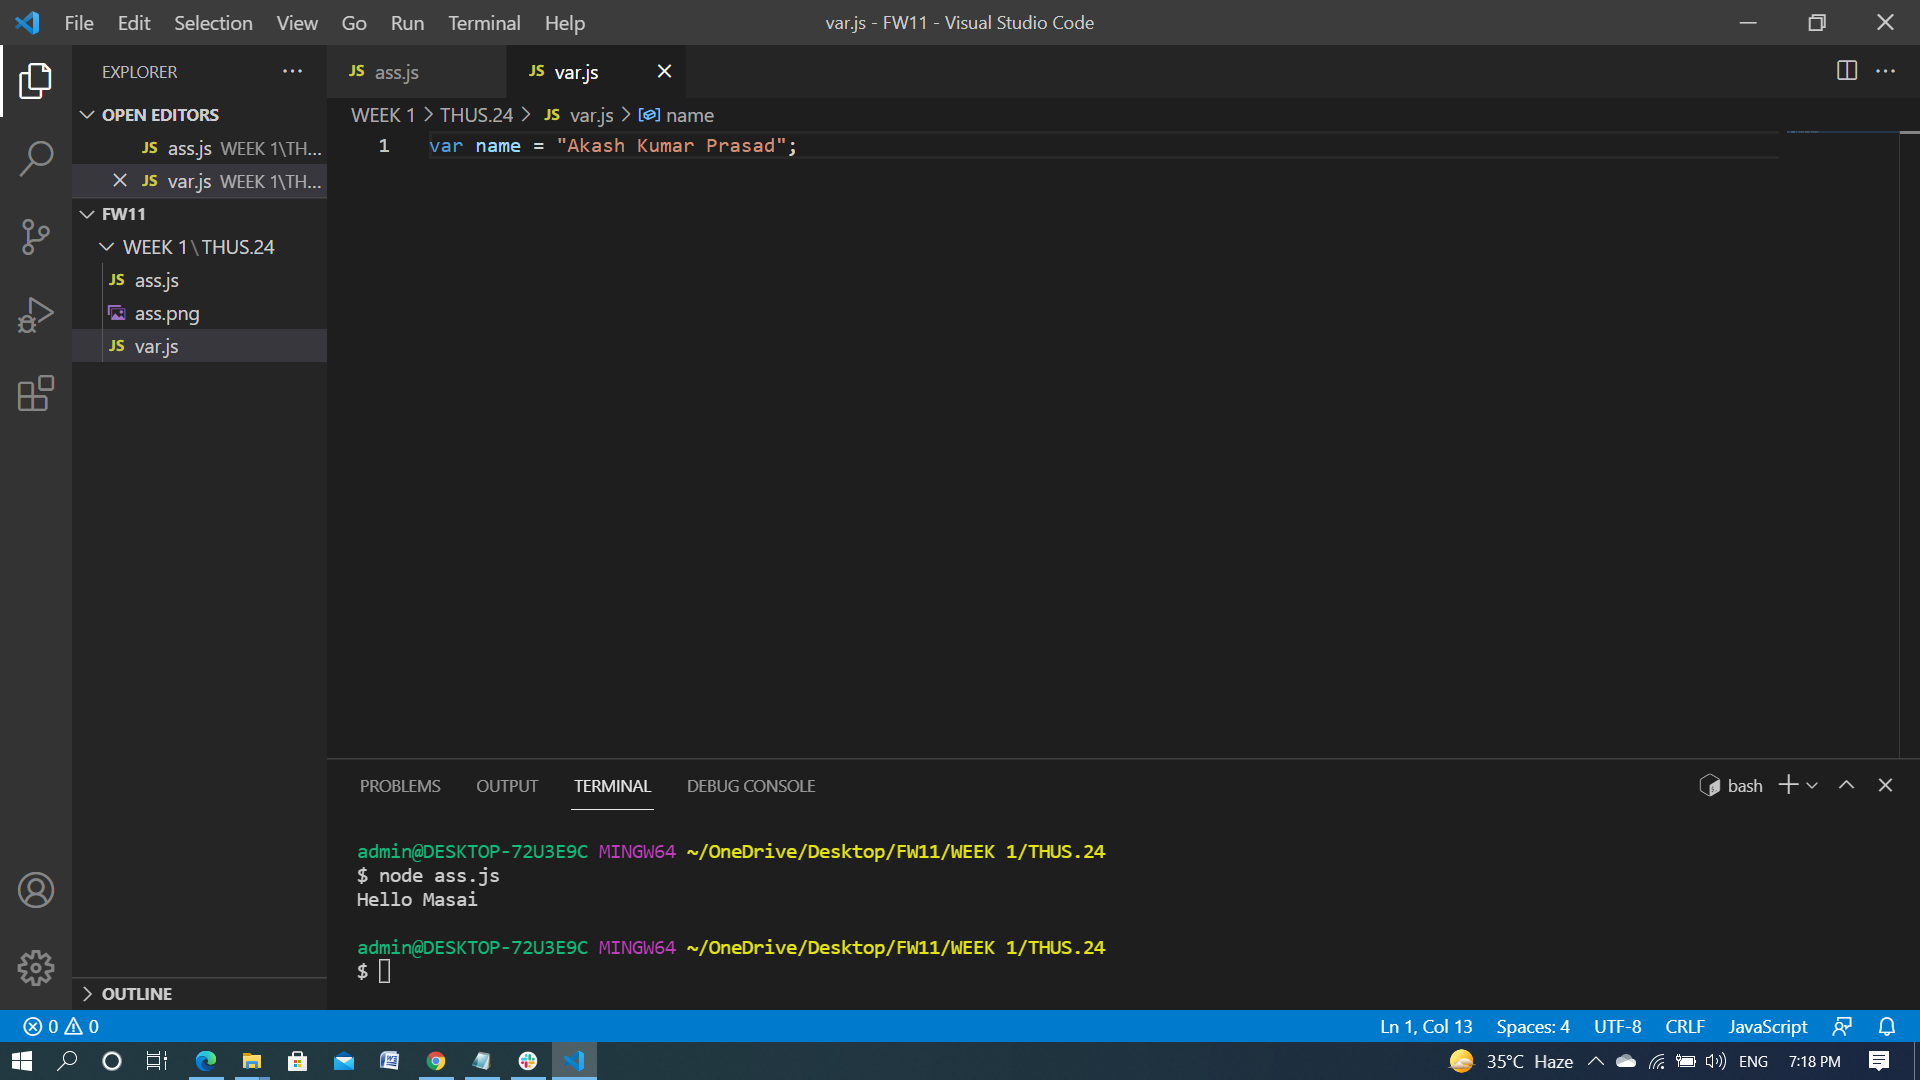 File Edit Selection View Go Run Terminal Help var.js - FW11 - Visual Studio Code
EXPLORER
JS ass.js JS var.js
OPEN EDITORS
JS ass.js WEEK 1\TH...
JS var.js WEEK 1\TH...
FW11
WEEK 1\THUS.24
JS ass.js
ass.png
JS var.js
OUTLINE
WEEK 1 > THUS.24 > JS var.js > name
1 var name = "Akash Kumar Prasad";
PROBLEMS OUTPUT TERMINAL DEBUG CONSOLE bash
admin@DESKTOP-72U3E9C MINGW64 ~/OneDrive/Desktop/FW11/WEEK 1/THUS.24
$ node ass.js
Hello Masai
admin@DESKTOP-72U3E9C MINGW64 ~/OneDrive/Desktop/FW11/WEEK 1/THUS.24
$
0 0 Ln 1, Col 13 Spaces: 4 UTF-8 CRLF JavaScript
35°C Haze ENG 7:18 PM